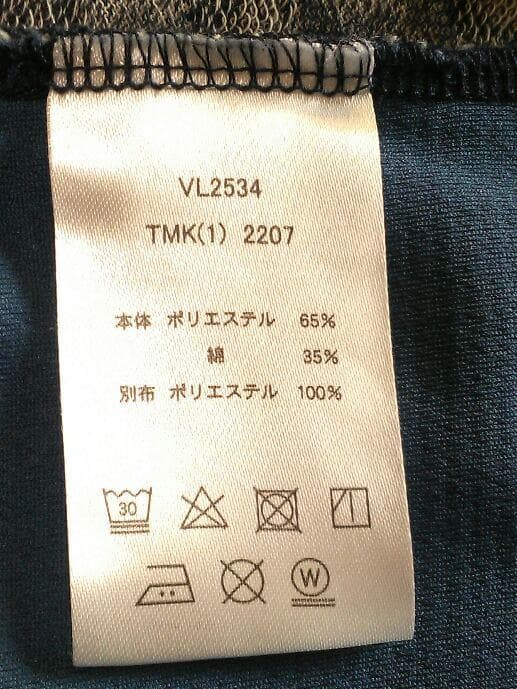 VL2534
TMK(1) 2207
本体 ポリエステル 65%
綿 35%
別布 ポリエステル 100%
30
W